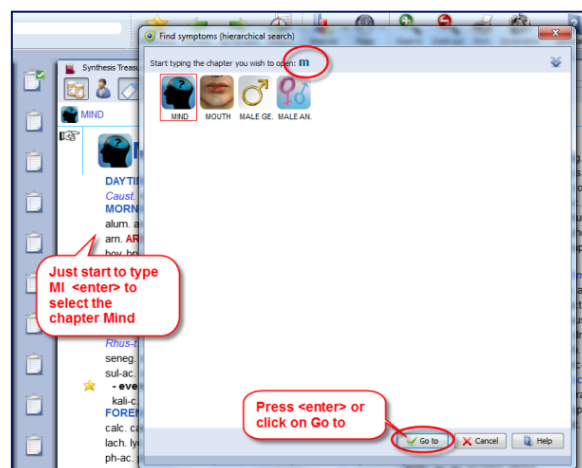 Find symptoms (hierarchical search)
Synthesis Treasu
Start typing the chapter you wish to open: m
MIND
MIND
MOUTH
MALE GE.
MALE AN.
DAYTI
Caust.
MORN
alum. a
arn. AR
Just start to type
MI <enter> to
select the
chapter Mind
Rhus-t.
seneg.
sul-ac.
- eve
kali-c.
FORE
calc. ca
lach. ly
ph-ac.
Press <enter> or
click on Go to
Go to
Cancel
Help